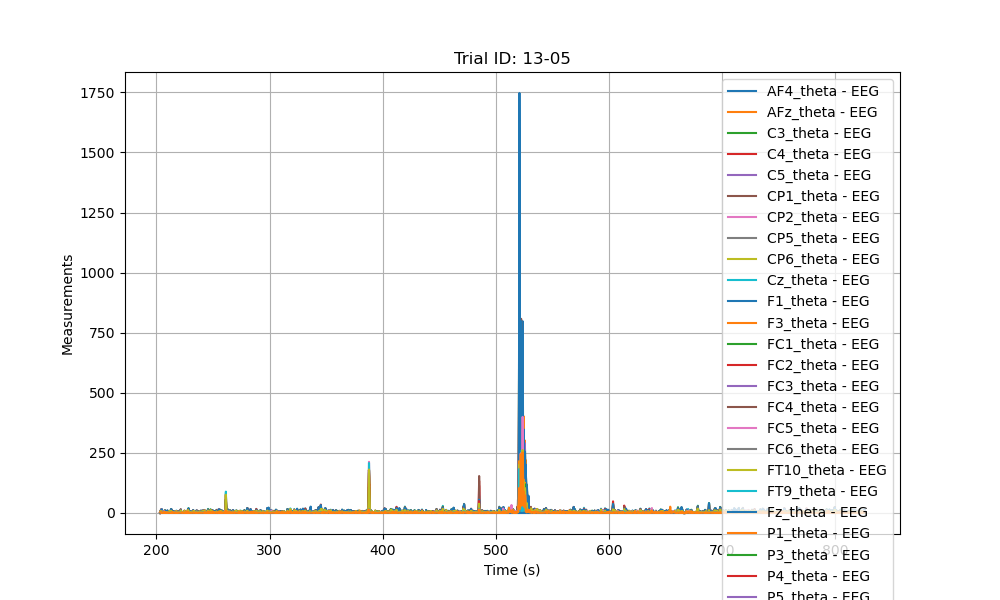 Trial ID: 13-05
Measurements
1750
1500
1250
1000
750
500
250
0
200
300
400
500
600
700
800
Time (s)
AF4_theta - EEG
AFz_theta - EEG
C3_theta - EEG
C4_theta - EEG
C5_theta - EEG
CP1_theta - EEG
CP2_theta - EEG
CP5_theta - EEG
CP6_theta - EEG
Cz_theta - EEG
F1_theta - EEG
F3_theta - EEG
FC1_theta - EEG
FC2_theta - EEG
FC3_theta - EEG
FC4_theta - EEG
FC5_theta - EEG
FC6_theta - EEG
FT10_theta - EEG
FT9_theta - EEG
Fz_theta - EEG
P1_theta - EEG
P3_theta - EEG
P4_theta - EEG
P5_theta - EEG